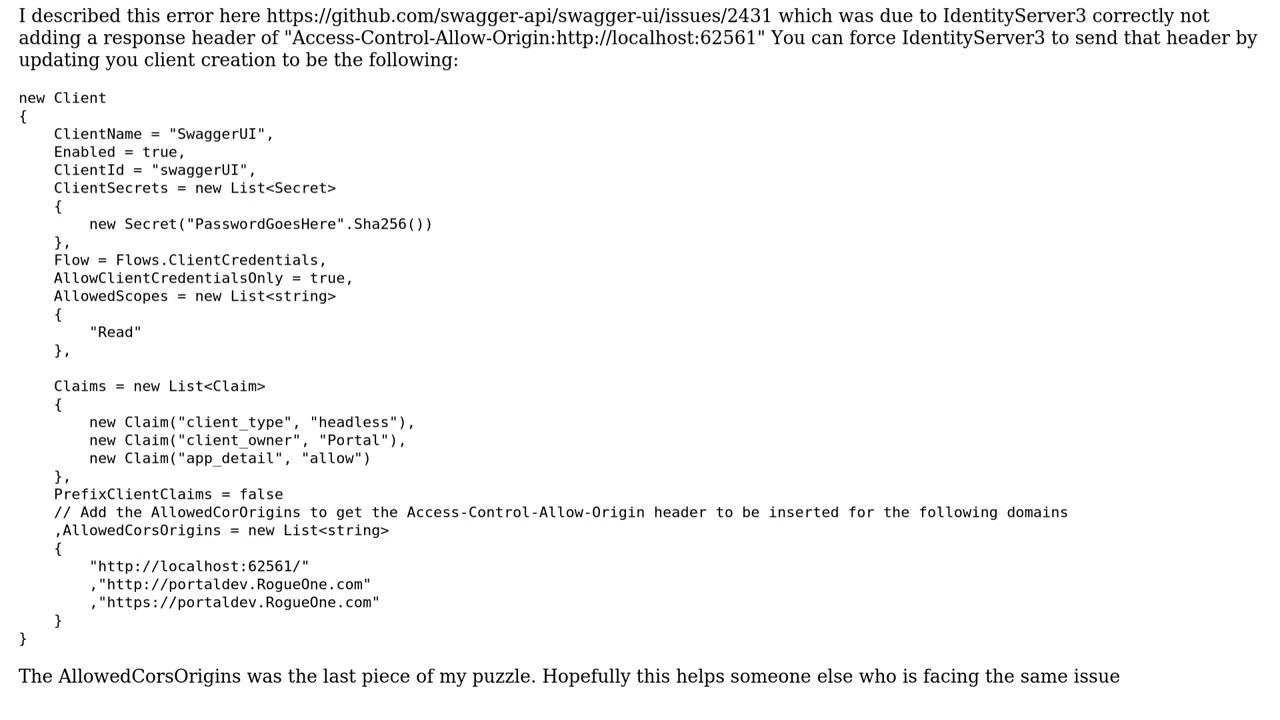 I described this error here https://github.com/swagger-api/swagger-ui/issues/2431 which was due to IdentityServer3 correctly not
adding a response header of "Access-Control-Allow-Origin:http://localhost:62561" You can force IdentityServer3 to send that header by
updating you client creation to be the following:
new Client
{
    ClientName = "SwaggerUI",
    Enabled = true,
    ClientId = "swaggerUI",
    ClientSecrets = new List<Secret>
    {
        new Secret("PasswordGoesHere".Sha256())
    },
    Flow = Flows.ClientCredentials,
    AllowClientCredentialsOnly = true,
    AllowedScopes = new List<string>
    {
        "Read"
    },

    Claims = new List<Claim>
    {
        new Claim("client_type", "headless"),
        new Claim("client_owner", "Portal"),
        new Claim("app_detail", "allow")
    },
    PrefixClientClaims = false
    // Add the AllowedCorOrigins to get the Access-Control-Allow-Origin header to be inserted for the following domains
    ,AllowedCorsOrigins = new List<string>
    {
        "http://localhost:62561/"
        ,"http://portaldev.RogueOne.com"
        ,"https://portaldev.RogueOne.com"
    }
}
The AllowedCorsOrigins was the last piece of my puzzle. Hopefully this helps someone else who is facing the same issue